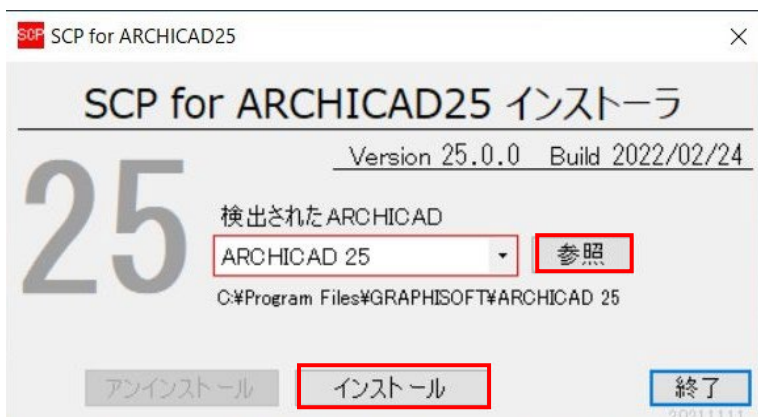 SCP SCP for ARCHICAD25
SCP for ARCHICAD25 インストーラ
Version 25.0.0 Build 2022/02/24
25
検出されたARCHICAD
ARCHICAD 25 参照
C:¥Program Files¥GRAPHISOFT¥ARCHICAD 25
アンインストール インストール 終了